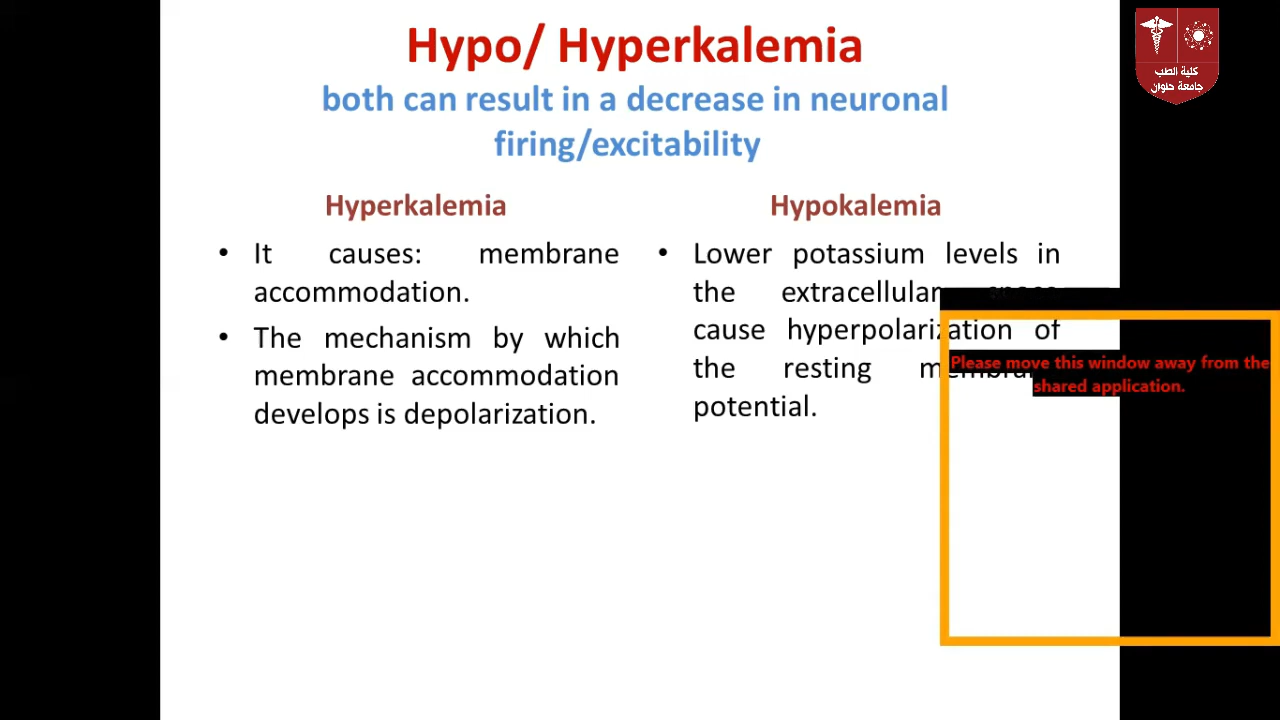 Hypo/ Hyperkalemia
both can result in a decrease in neuronal
firing/excitability
Hyperkalemia
• It causes: membrane
accommodation.
• The mechanism by which
membrane accommodation
develops is depolarization.
Hypokalemia
• Lower potassium levels in
the extracellular space
cause hyperpolarization of
the resting membrane
potential.
Please move this window away from the
shared application.
كلية الطب
جامعة حلوان